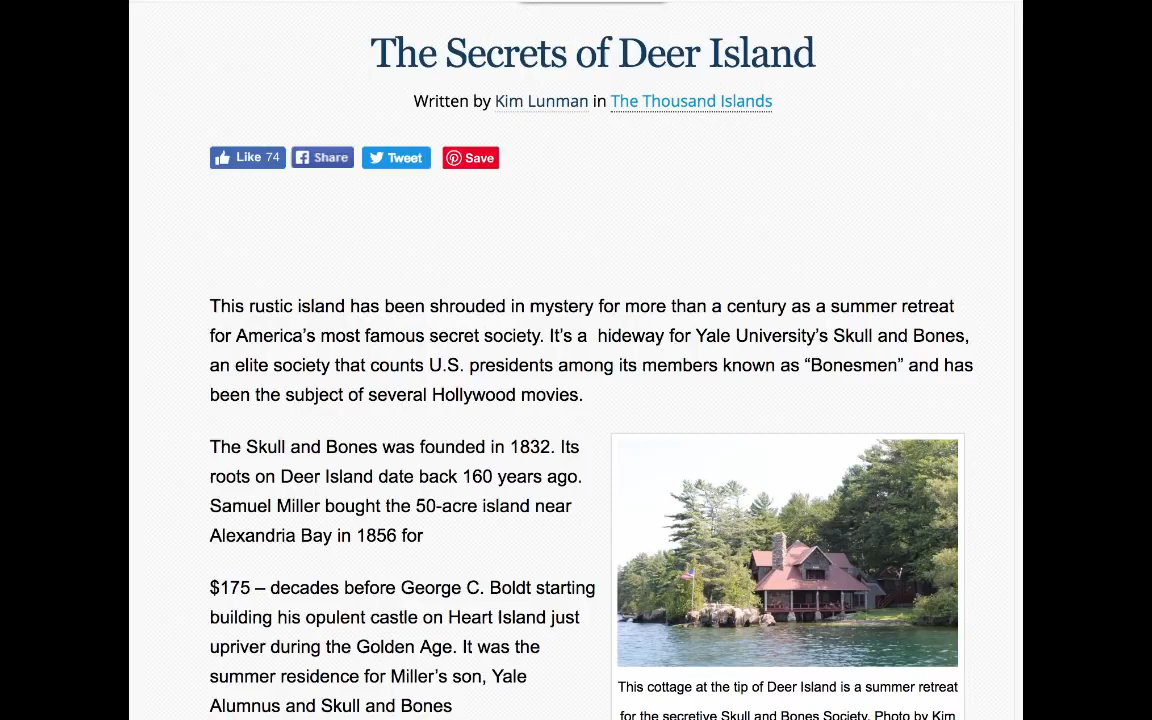 The Secrets of Deer Island
Written by Kim Lunman in The Thousand Islands
Like 74 Share Tweet Save
This rustic island has been shrouded in mystery for more than a century as a summer retreat
for America’s most famous secret society. It’s a  hideway for Yale University’s Skull and Bones,
an elite society that counts U.S. presidents among its members known as “Bonesmen” and has
been the subject of several Hollywood movies.
The Skull and Bones was founded in 1832. Its
roots on Deer Island date back 160 years ago.
Samuel Miller bought the 50-acre island near
Alexandria Bay in 1856 for
$175 – decades before George C. Boldt starting
building his opulent castle on Heart Island just
upriver during the Golden Age. It was the
summer residence for Miller’s son, Yale
Alumnus and Skull and Bones
This cottage at the tip of Deer Island is a summer retreat
for the secretive Skull and Bones Society. Photo by Kim